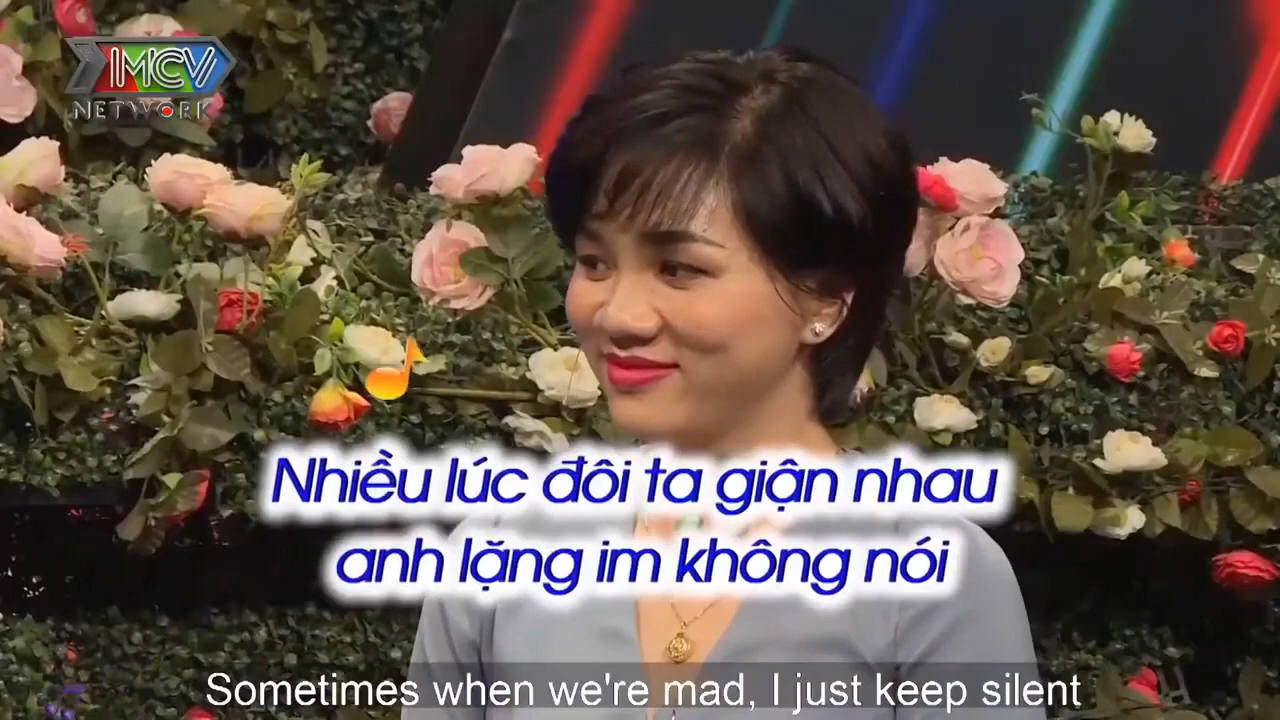 MCV
NETWORK
Nhiều lúc đôi ta giận nhau
anh lặng im không nói
Sometimes when we're mad, I just keep silent